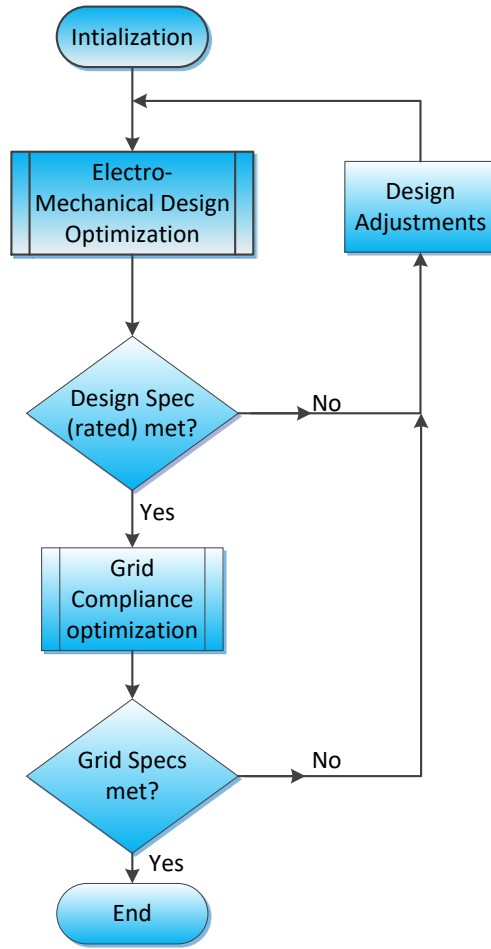 Intialization
Electro-
Mechanical Design
Optimization
Design
Adjustments
Design Spec
(rated) met?
No
Yes
Grid
Compliance
optimization
Grid Specs
met?
No
Yes
End